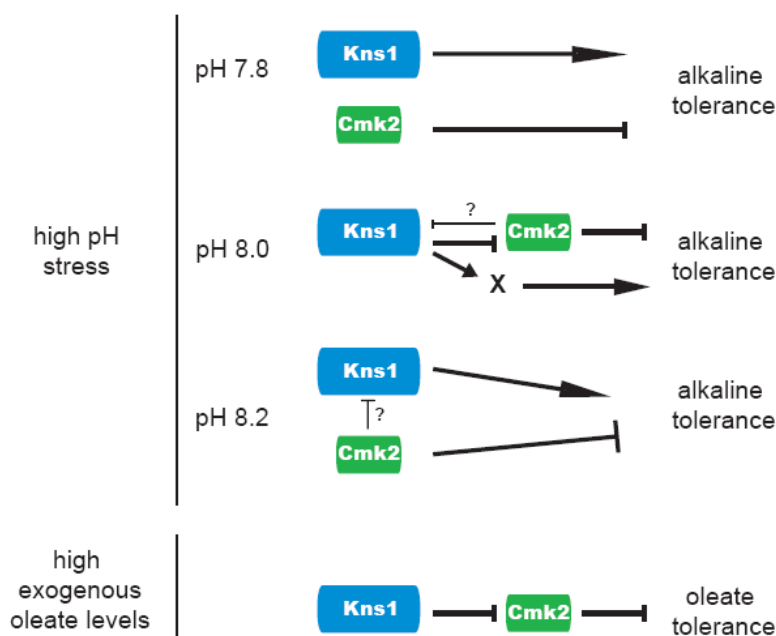 pH 7.8
Kns1
Cmk2
alkaline
tolerance
high pH
stress
pH 8.0
Kns1
?
Cmk2
X
alkaline
tolerance
pH 8.2
Kns1
?
Cmk2
alkaline
tolerance
high
exogenous
oleate levels
Kns1
Cmk2
oleate
tolerance